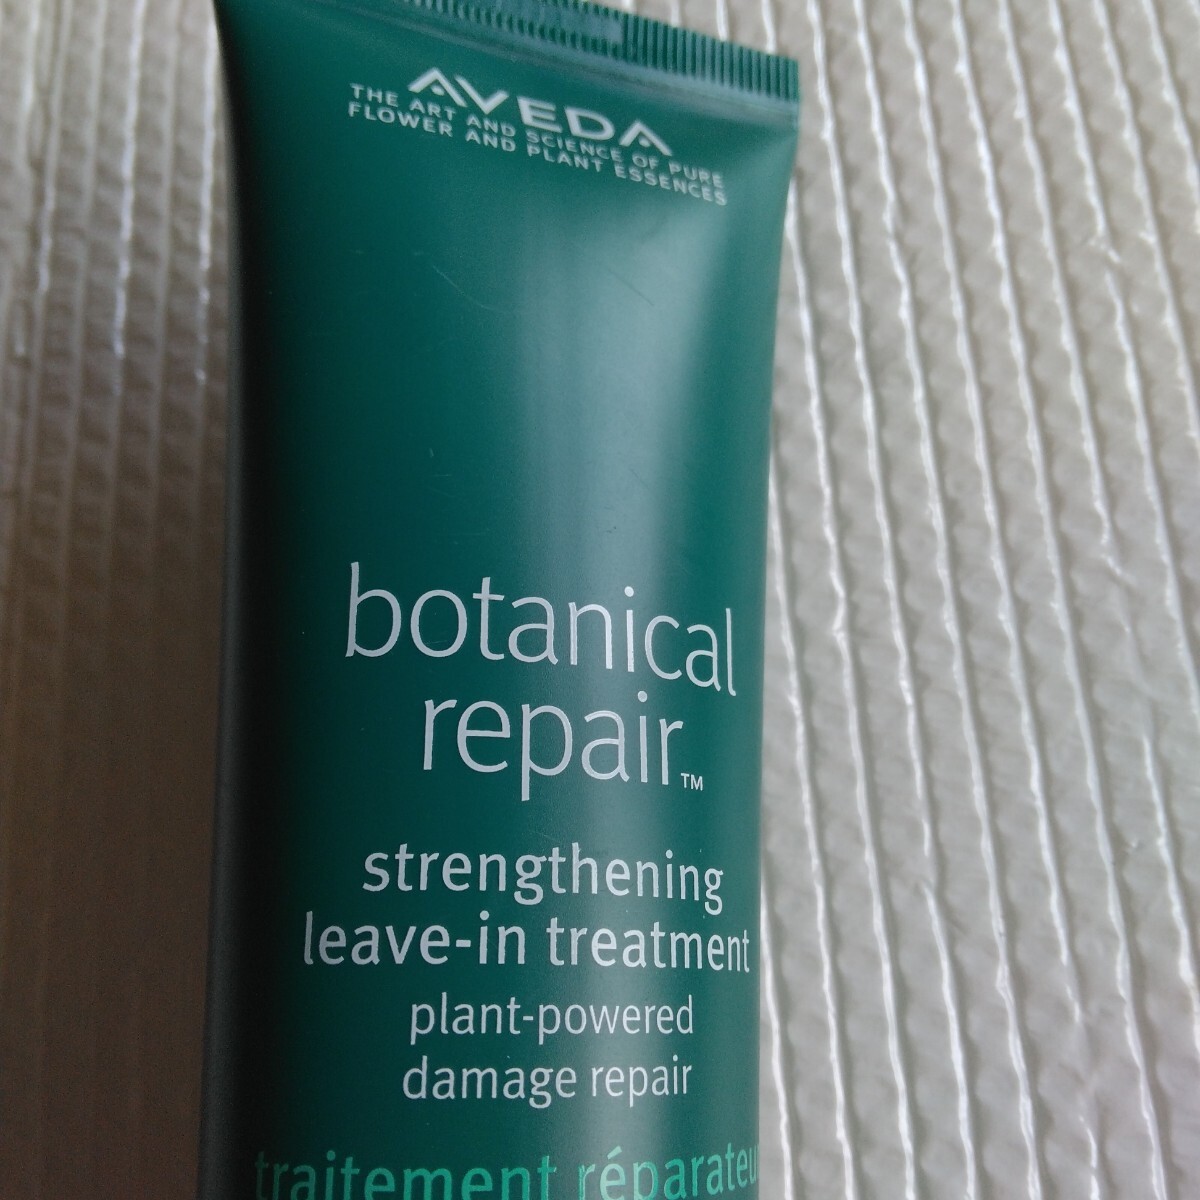 AVEDA
THE ART AND SCIENCE OF PURE
FLOWER AND PLANT ESSENCES
botanical
repair™
strengthening
leave-in treatment
plant-powered
damage repair
traitement